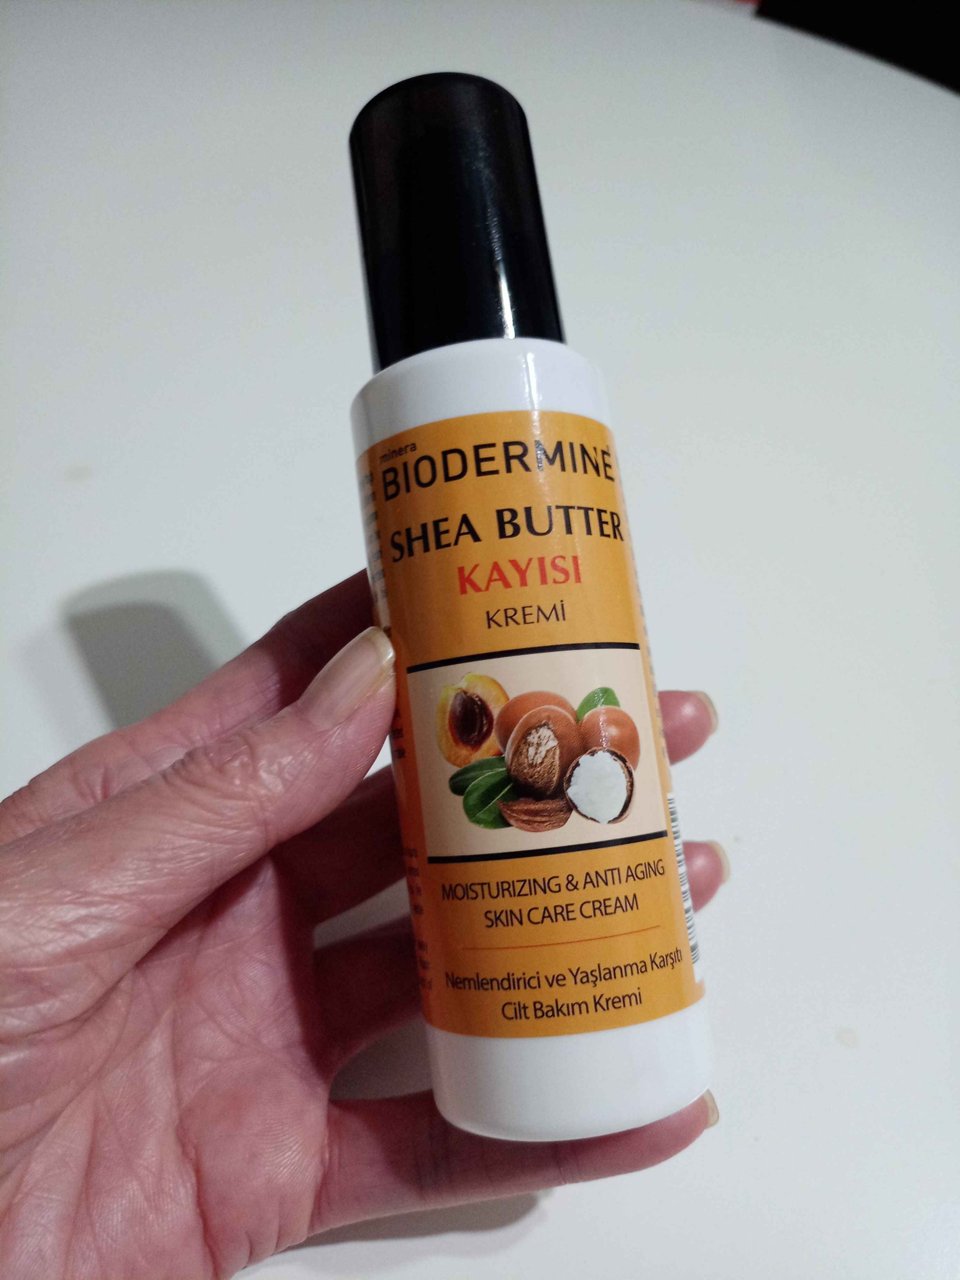 minera
BIODERMINE
SHEA BUTTER
KAYISI
KREMİ
MOISTURIZING & ANTI AGING
SKIN CARE CREAM
Nemlendirici ve Yaşlanma Karşıtı
Cilt Bakım Kremi